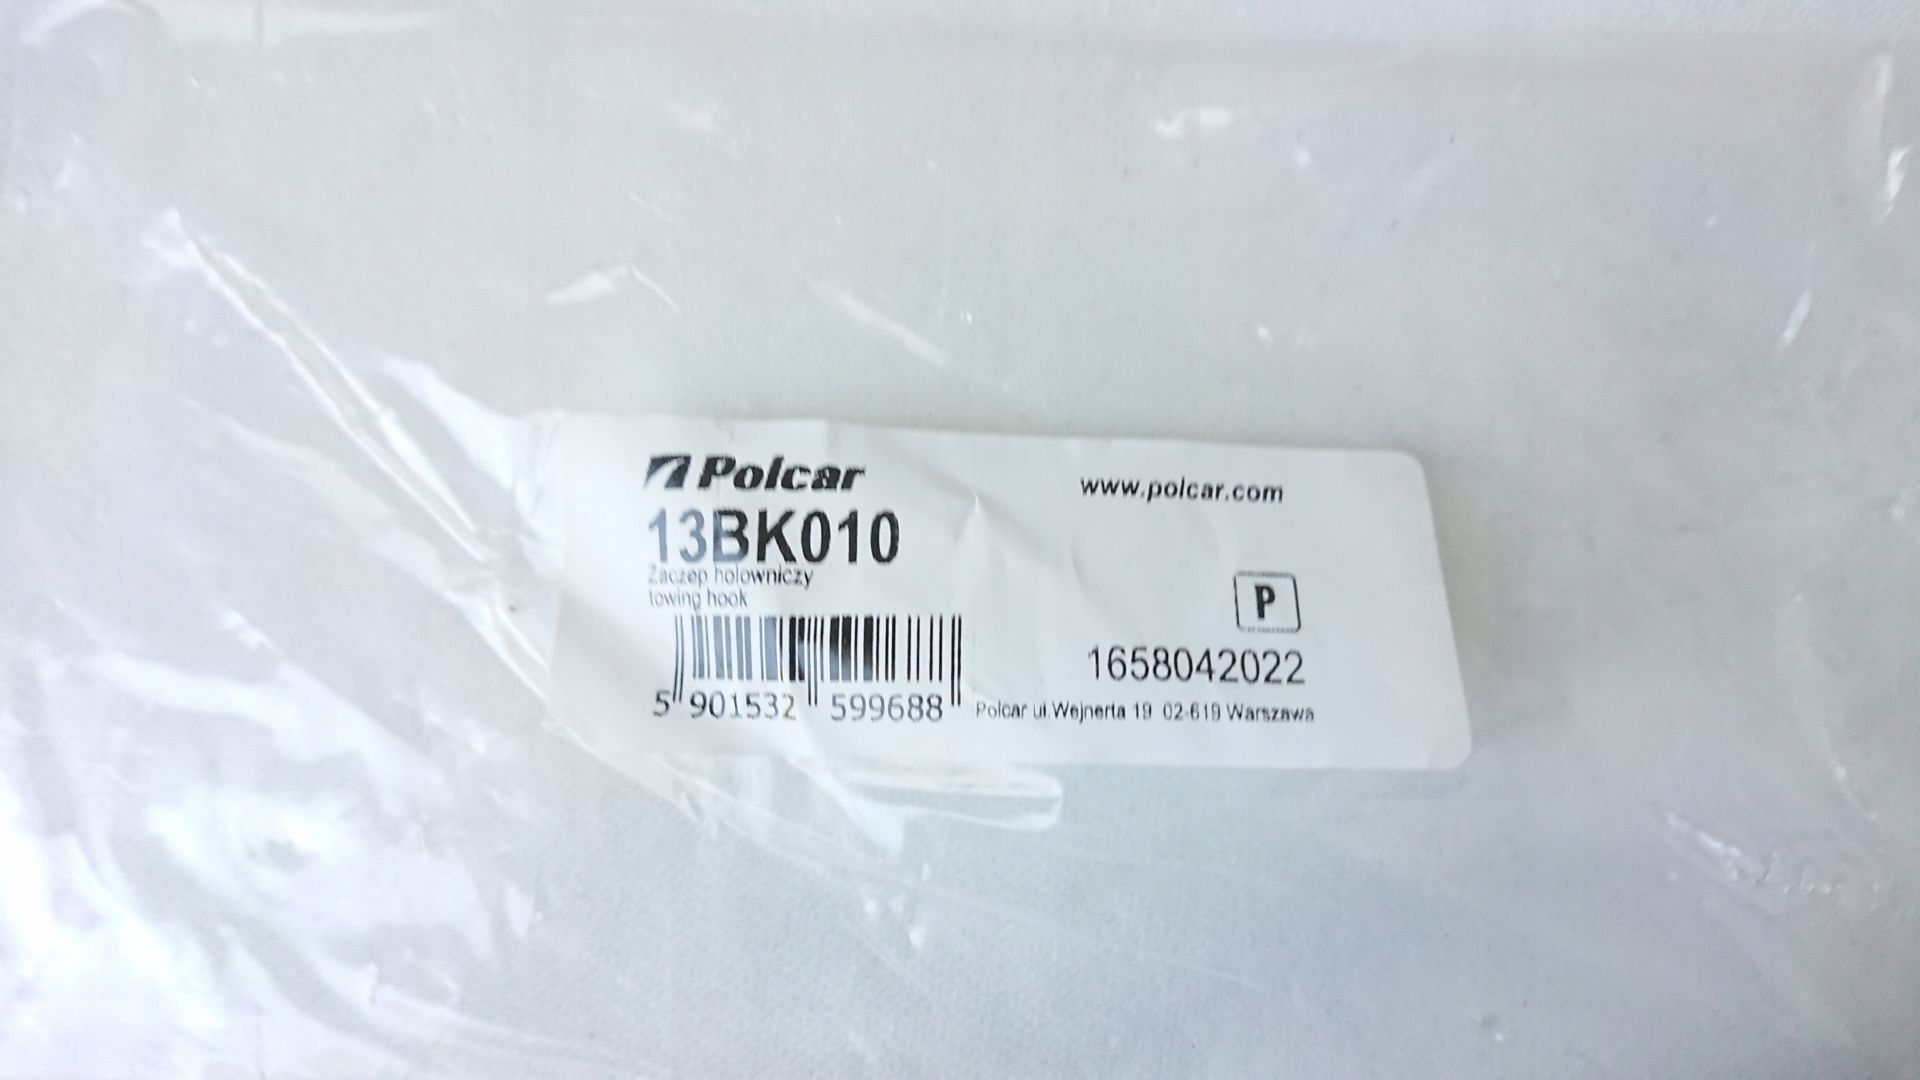 Polcar
www.polcar.com
13BK010
Zaczep holowniczy
towing hook
P
1658042022
5 901532 599688
Polcar ul.Wejnerta 19 02-619 Warszawa